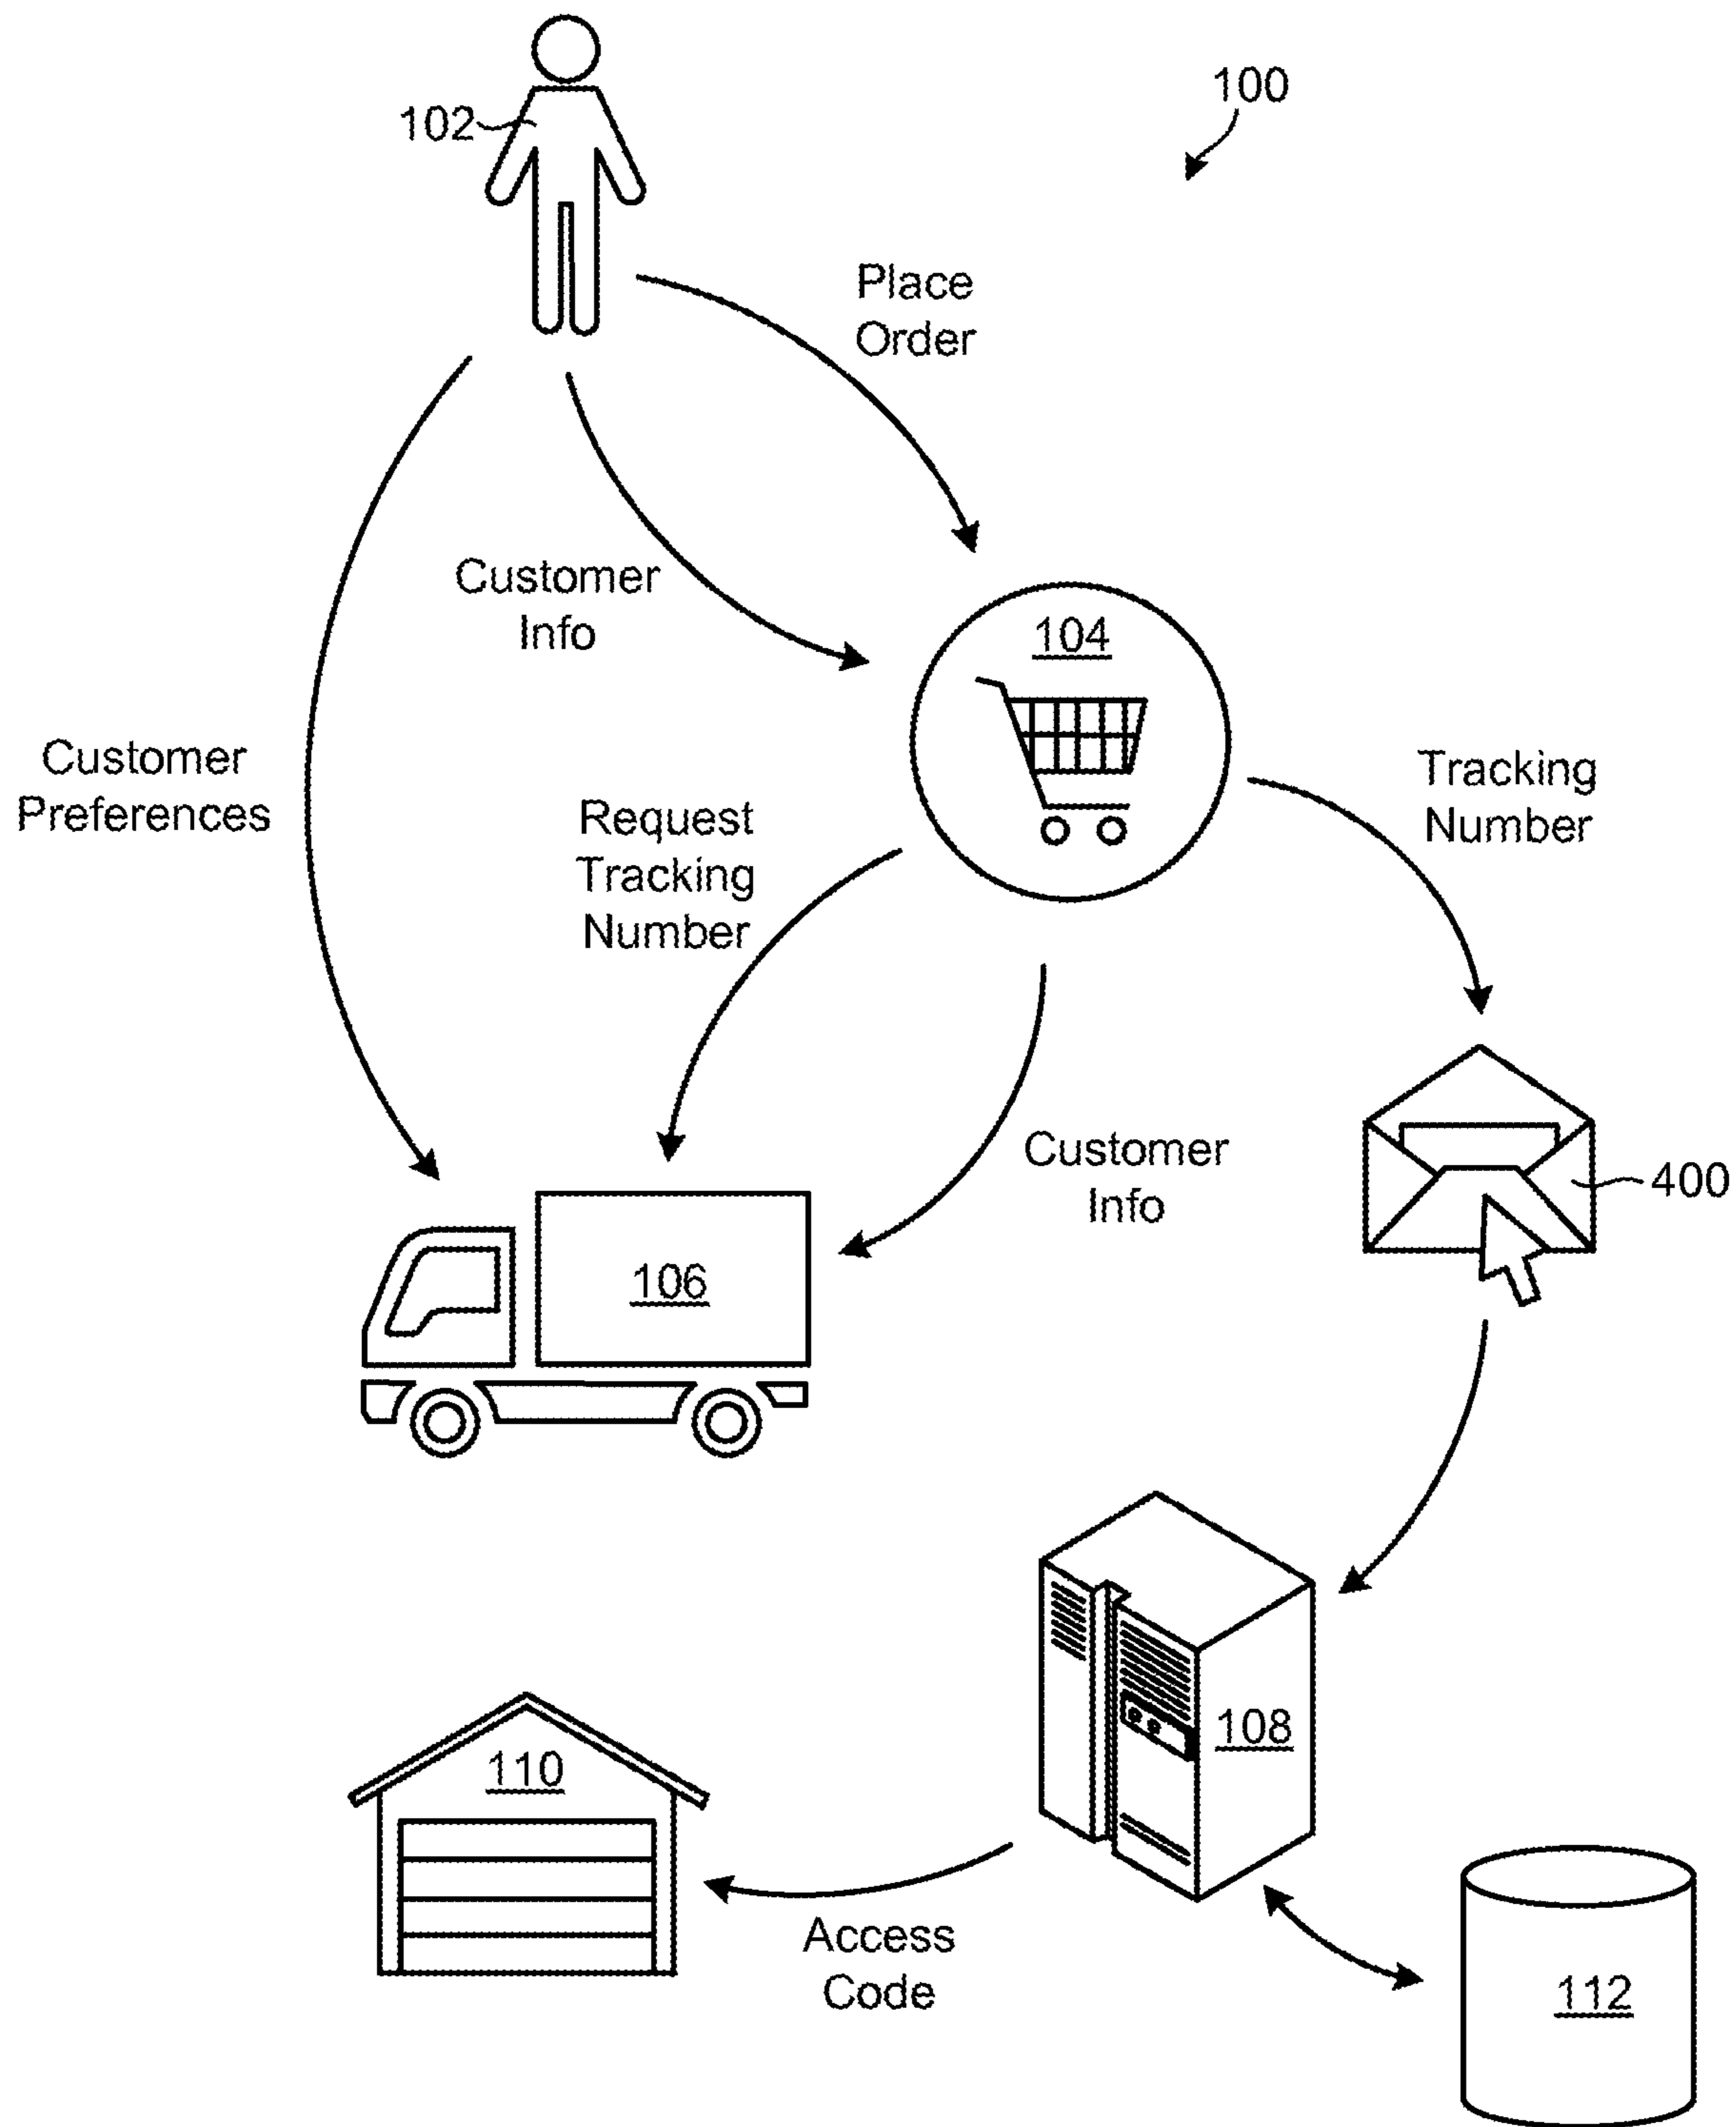 100
102
Place
Order
Customer
Info
104
Customer
Preferences
Tracking
Number
Request
Tracking
Number
Customer
Info
400
106
108
110
Access
Code
112